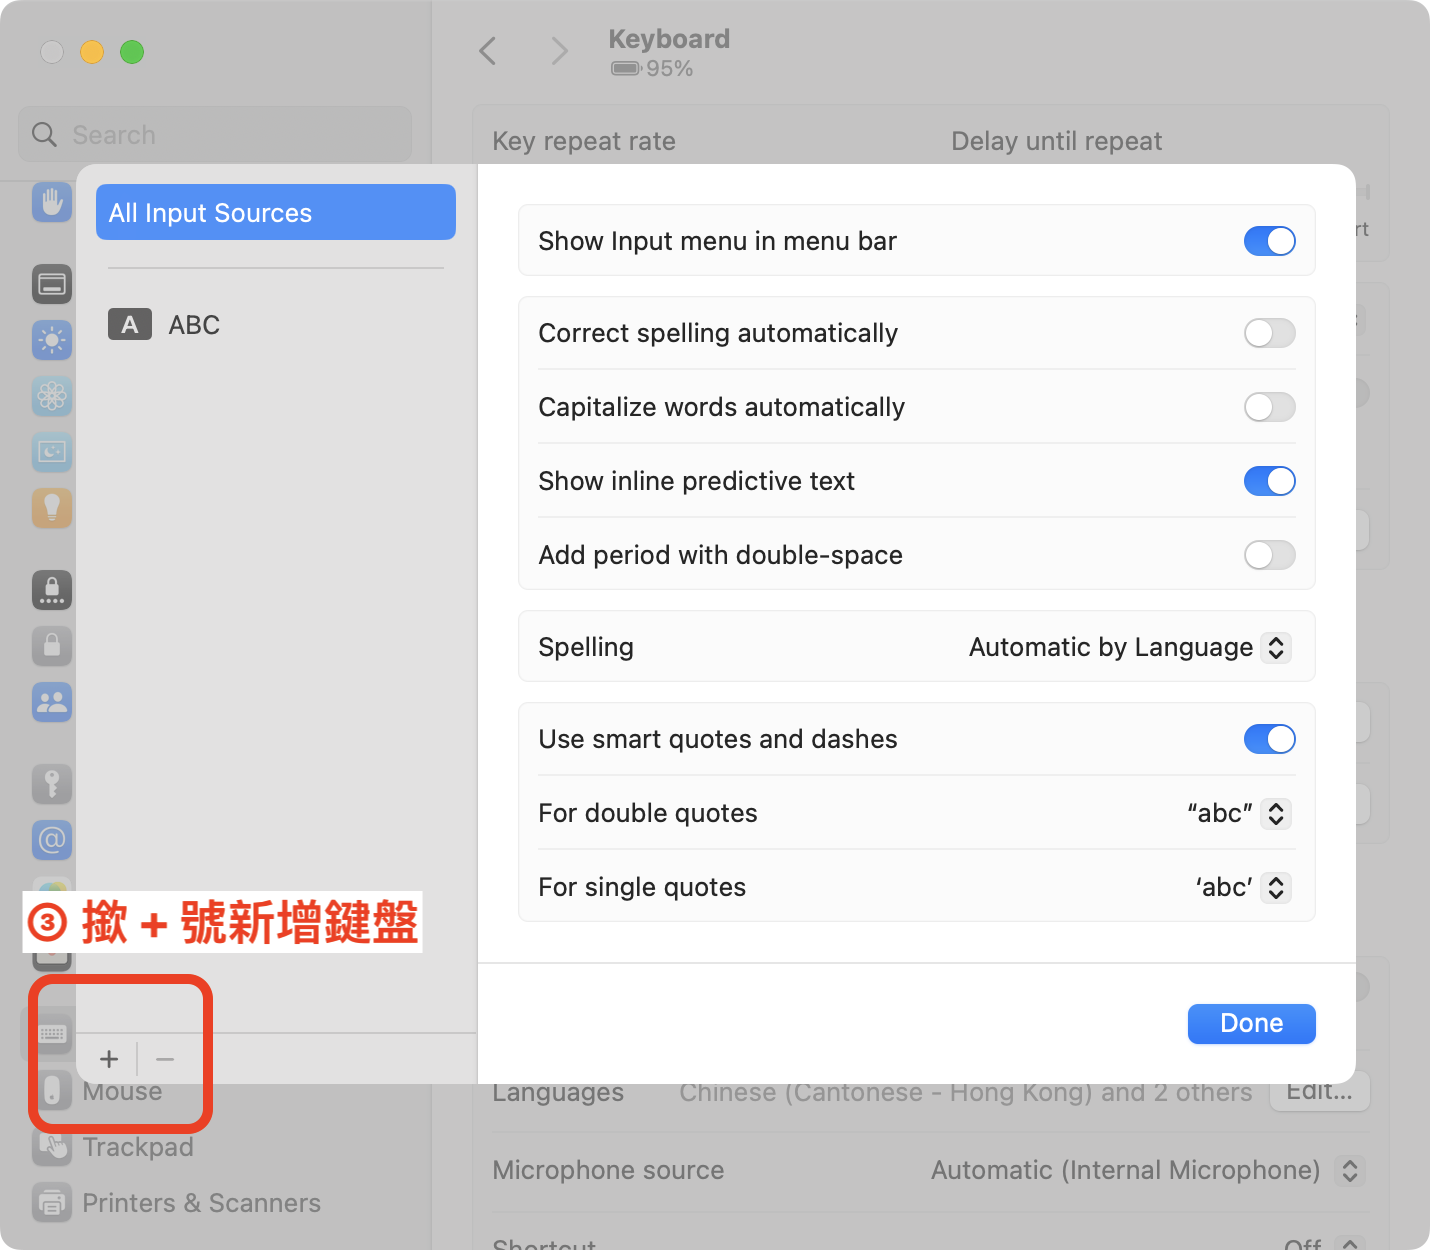 Keyboard
95%
Search
Key repeat rate
Delay until repeat
rt
All Input Sources
A ABC
Show Input menu in menu bar
Correct spelling automatically
Capitalize words automatically
Show inline predictive text
Add period with double-space
Spelling
Automatic by Language
Use smart quotes and dashes
For double quotes
“abc”
For single quotes
‘abc’
③ 撳 + 號新增鍵盤
+ −
Done
Mouse
Trackpad
Printers & Scanners
Languages
Chinese (Cantonese - Hong Kong) and 2 others
Edit...
Microphone source
Automatic (Internal Microphone)
Shortcut
Off